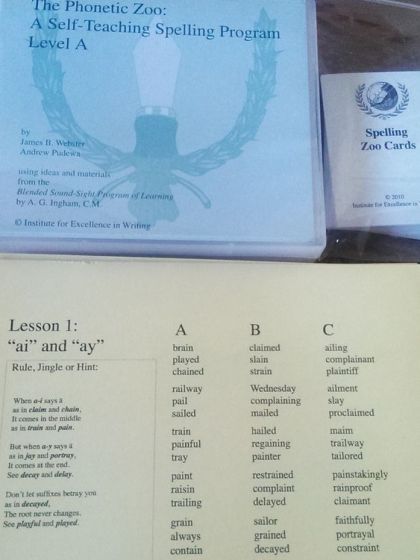 The Phonetic Zoo:
A Self-Teaching Spelling Program
Level A
by
James B. Webster
Andrew Pudewa
using ideas and materials
from the
Blended Sound-Sight Program of Learning
by A. G. Ingham, C.M.
© Institute for Excellence in Writing
Spelling
Zoo Cards
© 2010
Institute for Excellence in
Lesson 1:
"ai" and "ay"
Rule, Jingle or Hint:
When a-i says ā
as in claim and chain,
It comes in the middle
as in train and pain.
But when a-y says ā
as in jay and portray,
It comes at the end.
See decay and delay.
Don't let suffixes betray you
as in decayed,
The root never changes.
See playful and played.
A B C
brain claimed ailing
played slain complainant
chained strain plaintiff
railway Wednesday ailment
pail complaining slay
sailed mailed proclaimed
train hailed maim
painful regaining trailway
tray painter tailored
paint restrained painstakingly
raisin complaint rainproof
trailing delayed claimant
grain sailor faithfully
always grained portrayal
contain decayed constraint